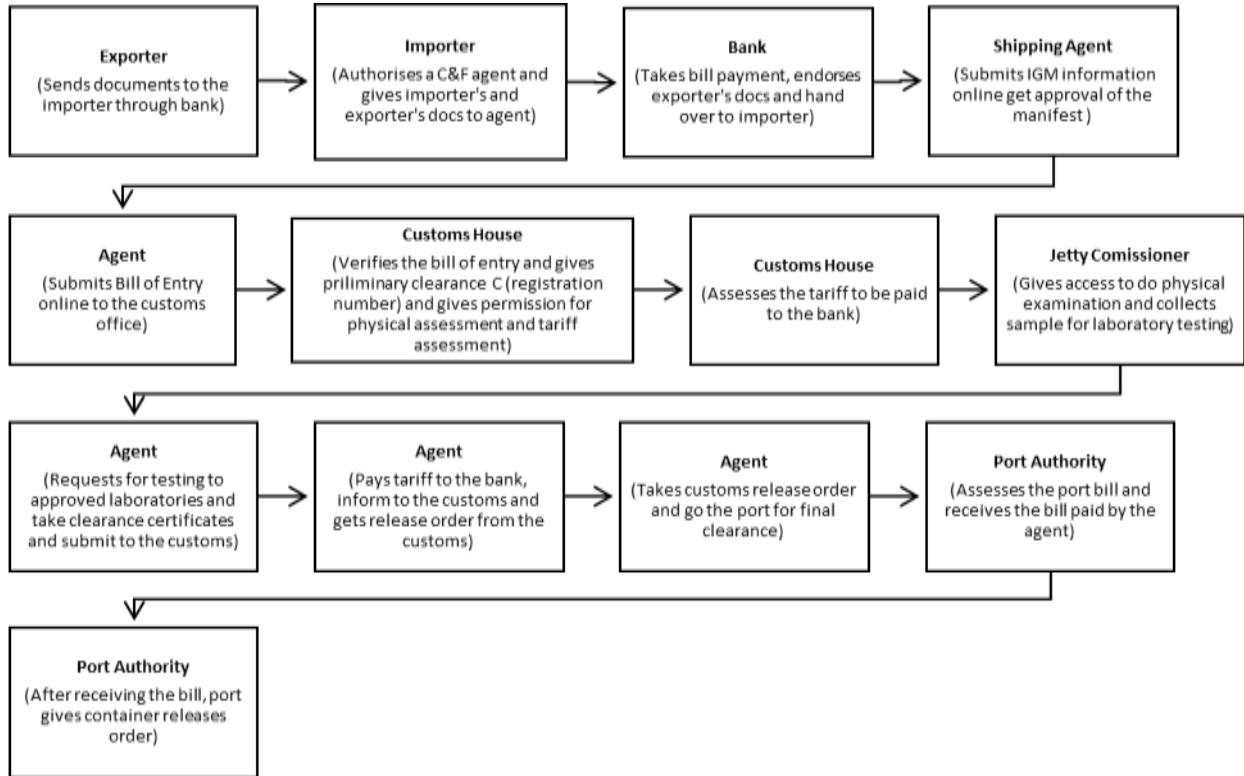 Exporter
(Sends documents to the
importer through bank)
Importer
(Authorises a C&F agent and
gives importer's and
exporter's docs to agent)
Bank
(Takes bill payment, endorses
exporter's docs and hand
over to importer)
Shipping Agent
(Submits IGM information
online get approval of the
manifest )
Agent
(Submits Bill of Entry
online to the customs
office)
Customs House
(Verifies the bill of entry and gives
priliminary clearance C (registration
number) and gives permission for
physical assessment and tariff
assessment)
Customs House
(Assesses the tariff to be paid
to the bank)
Jetty Comissioner
(Gives access to do physical
examination and collects
sample for laboratory testing)
Agent
(Requests for testing to
approved laboratories and
take clearance certificates
and submit to the customs)
Agent
(Pays tariff to the bank,
inform to the customs and
gets release order from the
customs)
Agent
(Takes customs release order
and go the port for final
clearance)
Port Authority
(Assesses the port bill and
receives the bill paid by the
agent)
Port Authority
(After receiving the bill, port
gives container releases
order)